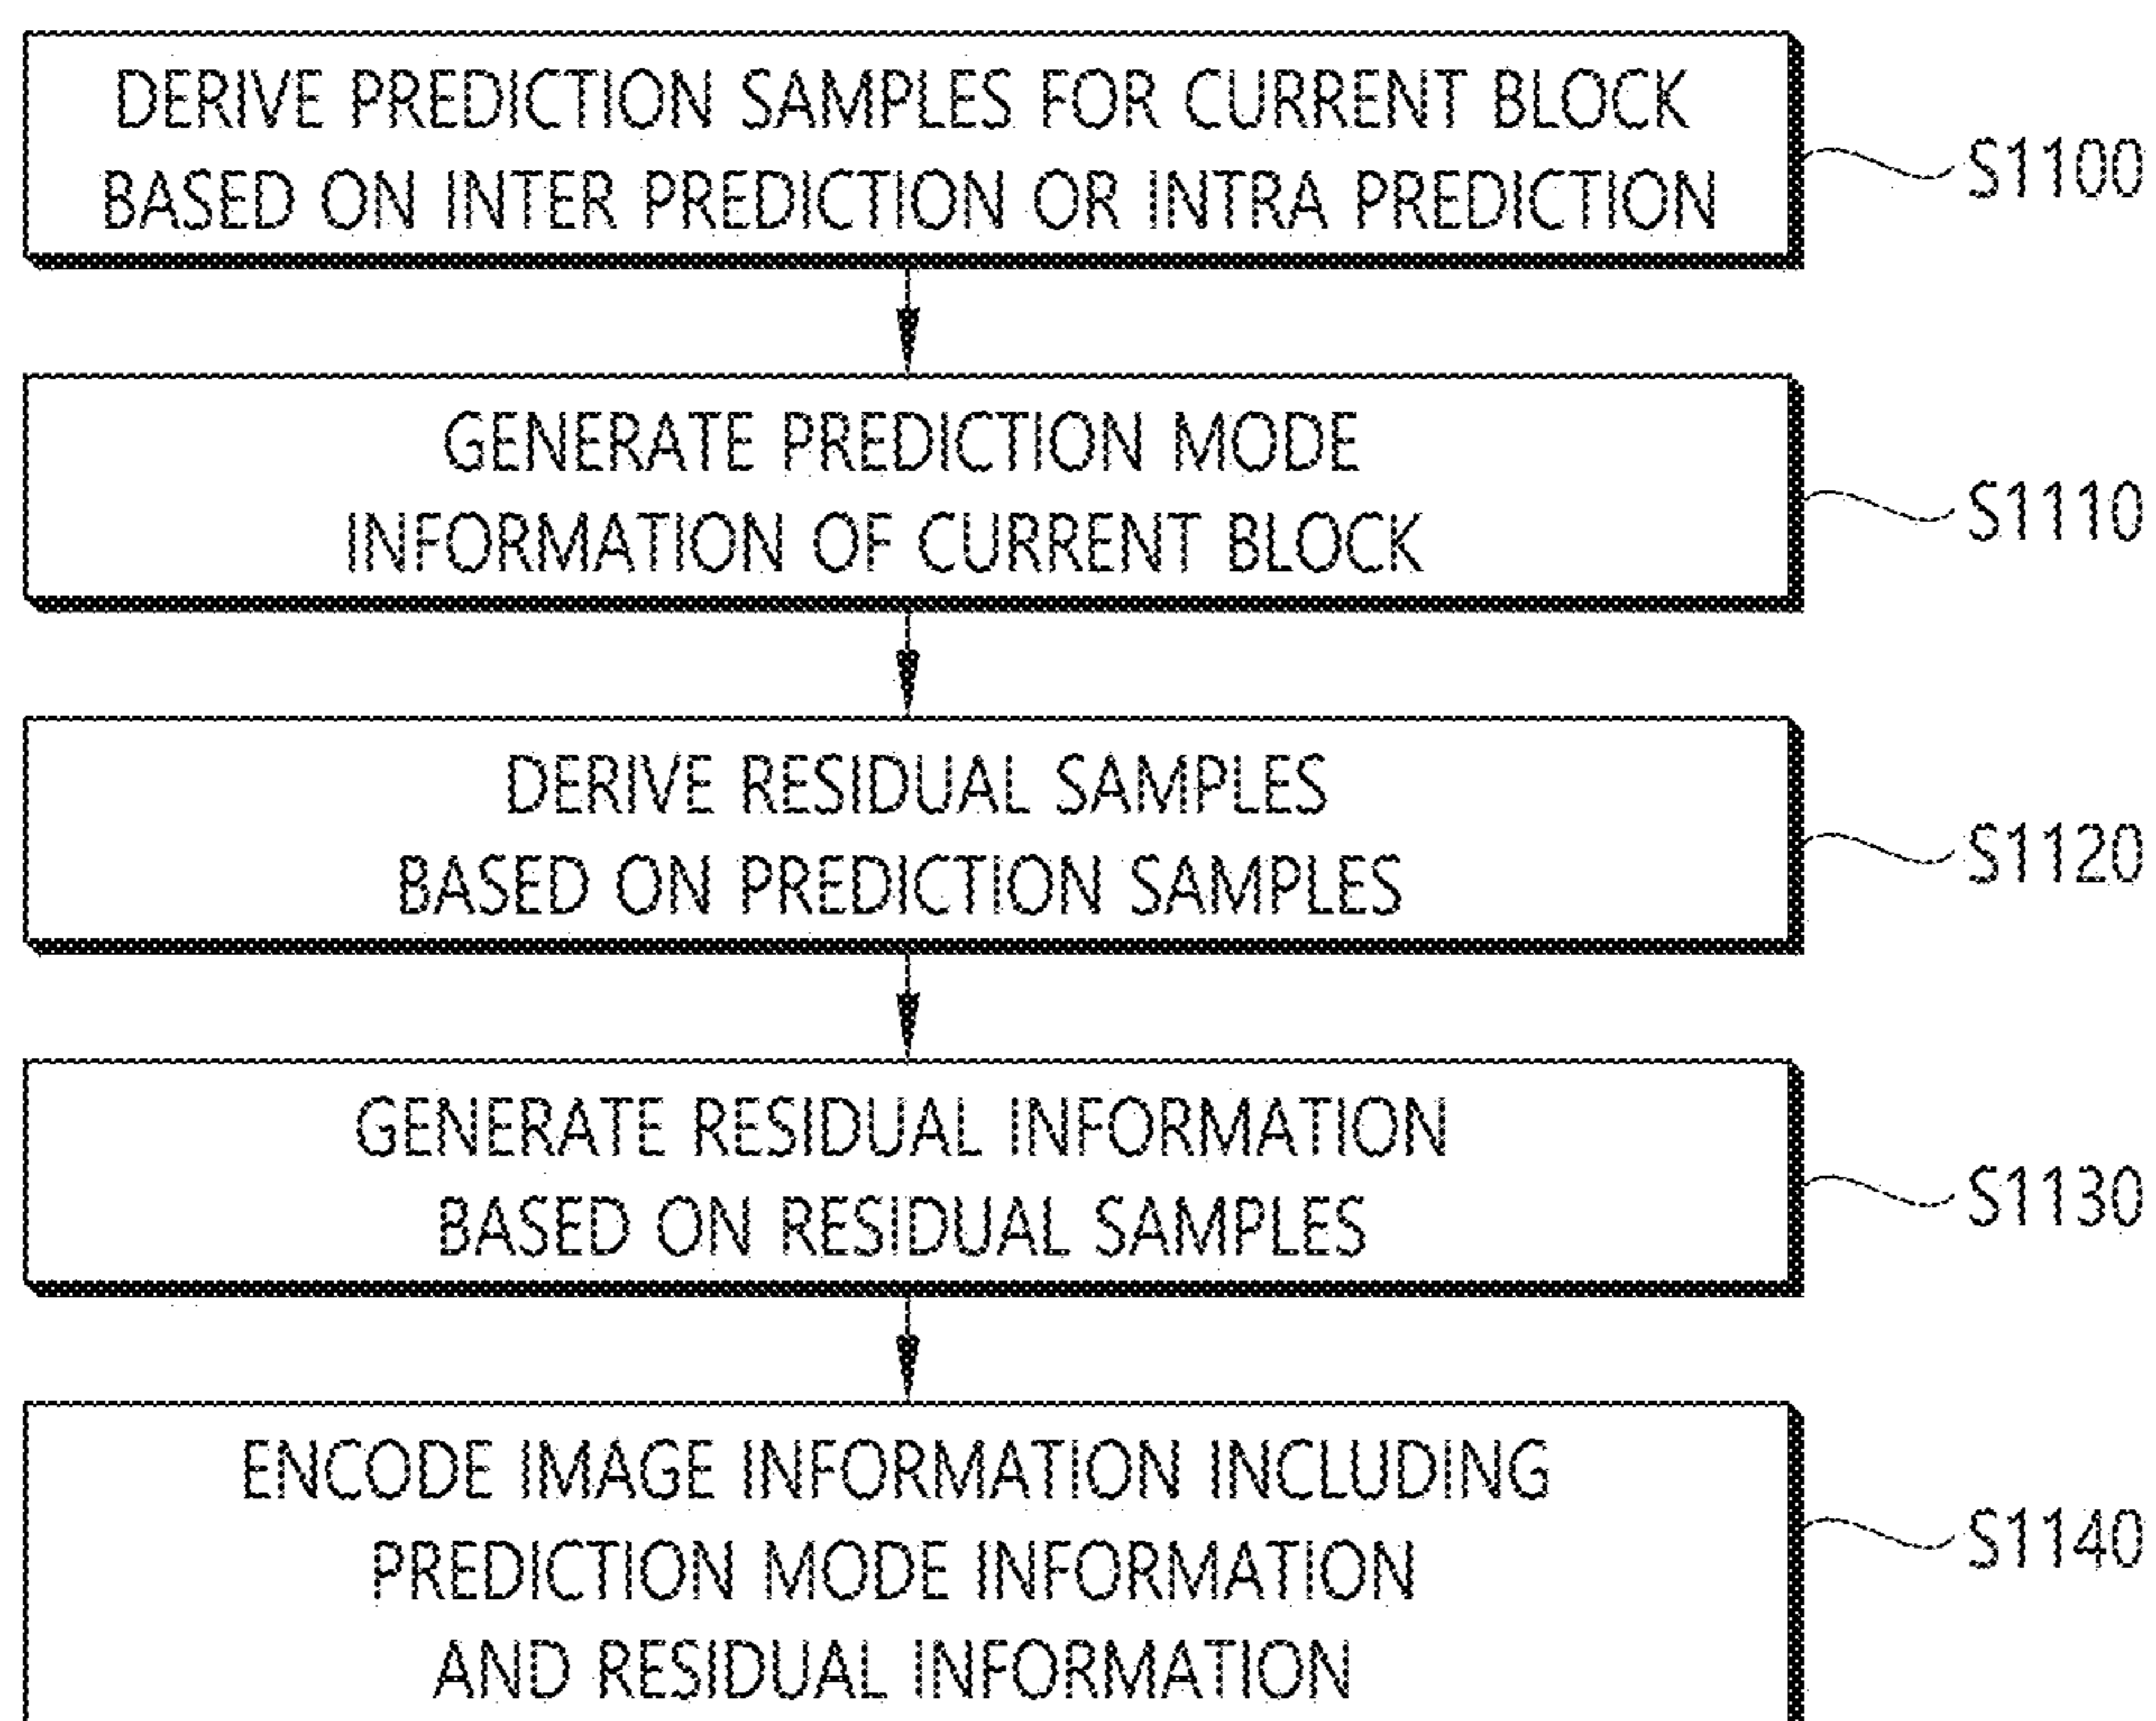 DERIVE PREDICTION SAMPLES FOR CURRENT BLOCK
BASED ON INTER PREDICTION OR INTRA PREDICTION
S1100
GENERATE PREDICTION MODE
INFORMATION OF CURRENT BLOCK
S1110
DERIVE RESIDUAL SAMPLES
BASED ON PREDICTION SAMPLES
S1120
GENERATE RESIDUAL INFORMATION
BASED ON RESIDUAL SAMPLES
S1130
ENCODE IMAGE INFORMATION INCLUDING
PREDICTION MODE INFORMATION
AND RESIDUAL INFORMATION
S1140